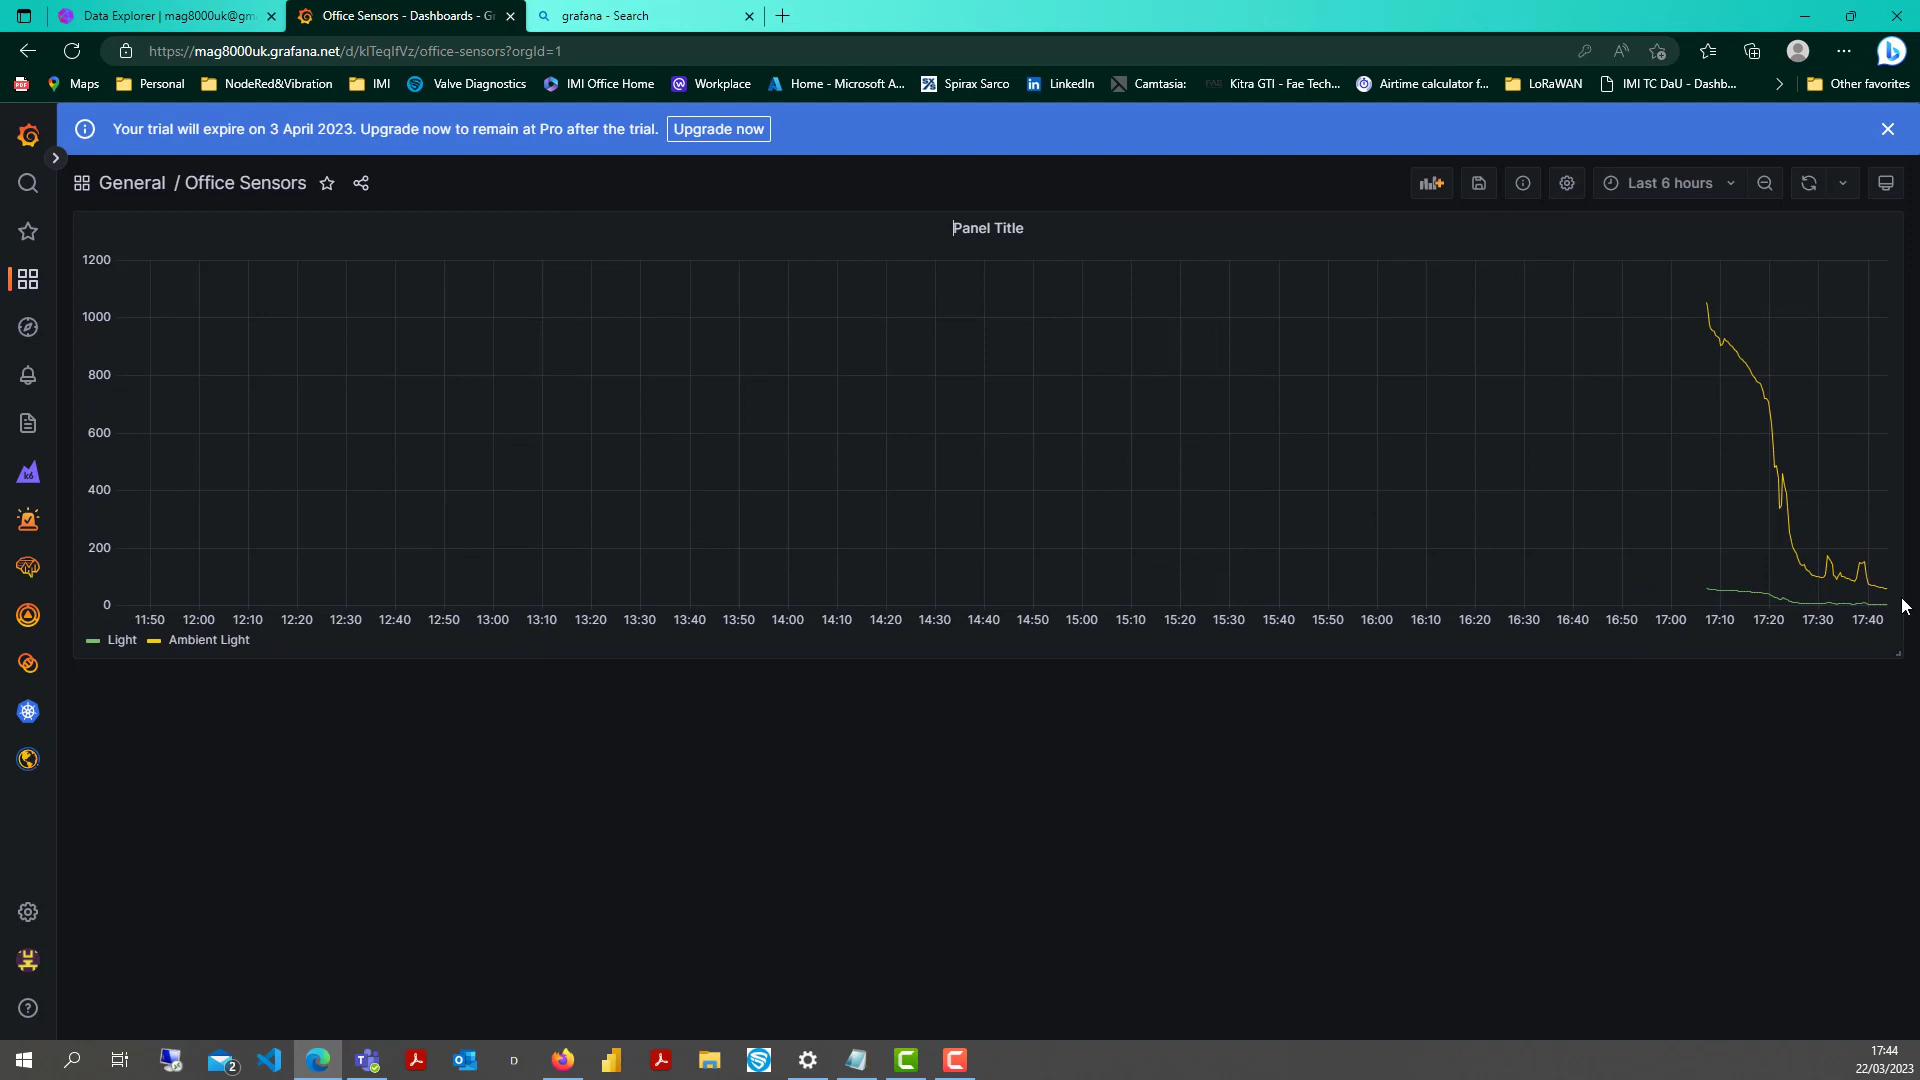 Data Explorer | mag8000uk@gm
Office Sensors - Dashboards - Gr
grafana - Search
https://mag8000uk.grafana.net/d/klTeqIfVz/office-sensors?orgId=1
Maps
Personal
NodeRed&Vibration
IMI
Valve Diagnostics
IMI Office Home
Workplace
Home - Microsoft A...
Spirax Sarco
LinkedIn
Camtasia:
Kitra GTI - Fae Tech...
Airtime calculator f...
LoRaWAN
IMI TC DaU - Dashb...
Other favorites
Your trial will expire on 3 April 2023. Upgrade now to remain at Pro after the trial.
Upgrade now
General / Office Sensors
Last 6 hours
Panel Title
1200
1000
800
600
400
200
0
11:50 12:00 12:10 12:20 12:30 12:40 12:50 13:00 13:10 13:20 13:30 13:40 13:50 14:00 14:10 14:20 14:30 14:40 14:50 15:00 15:10 15:20 15:30 15:40 15:50 16:00 16:10 16:20 16:30 16:40 16:50 17:00 17:10 17:20 17:30 17:40
Light
Ambient Light
k6
2
D
17:44
22/03/2023